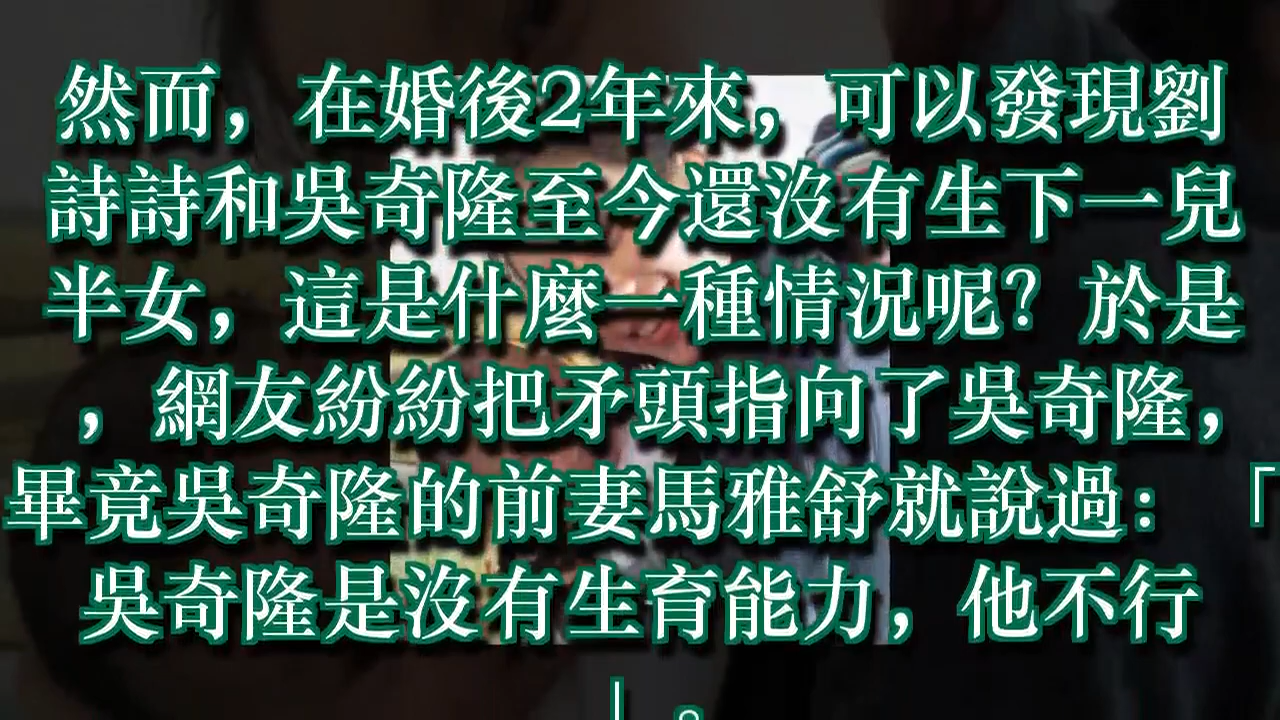 然而，在婚後2年來，可以發現劉
詩詩和吳奇隆至今還沒有生下一兒
半女，這是什麼一種情況呢？於是
，網友紛紛把矛頭指向了吳奇隆，
畢竟吳奇隆的前妻馬雅舒就說過：「
吳奇隆是沒有生育能力，他不行
」。